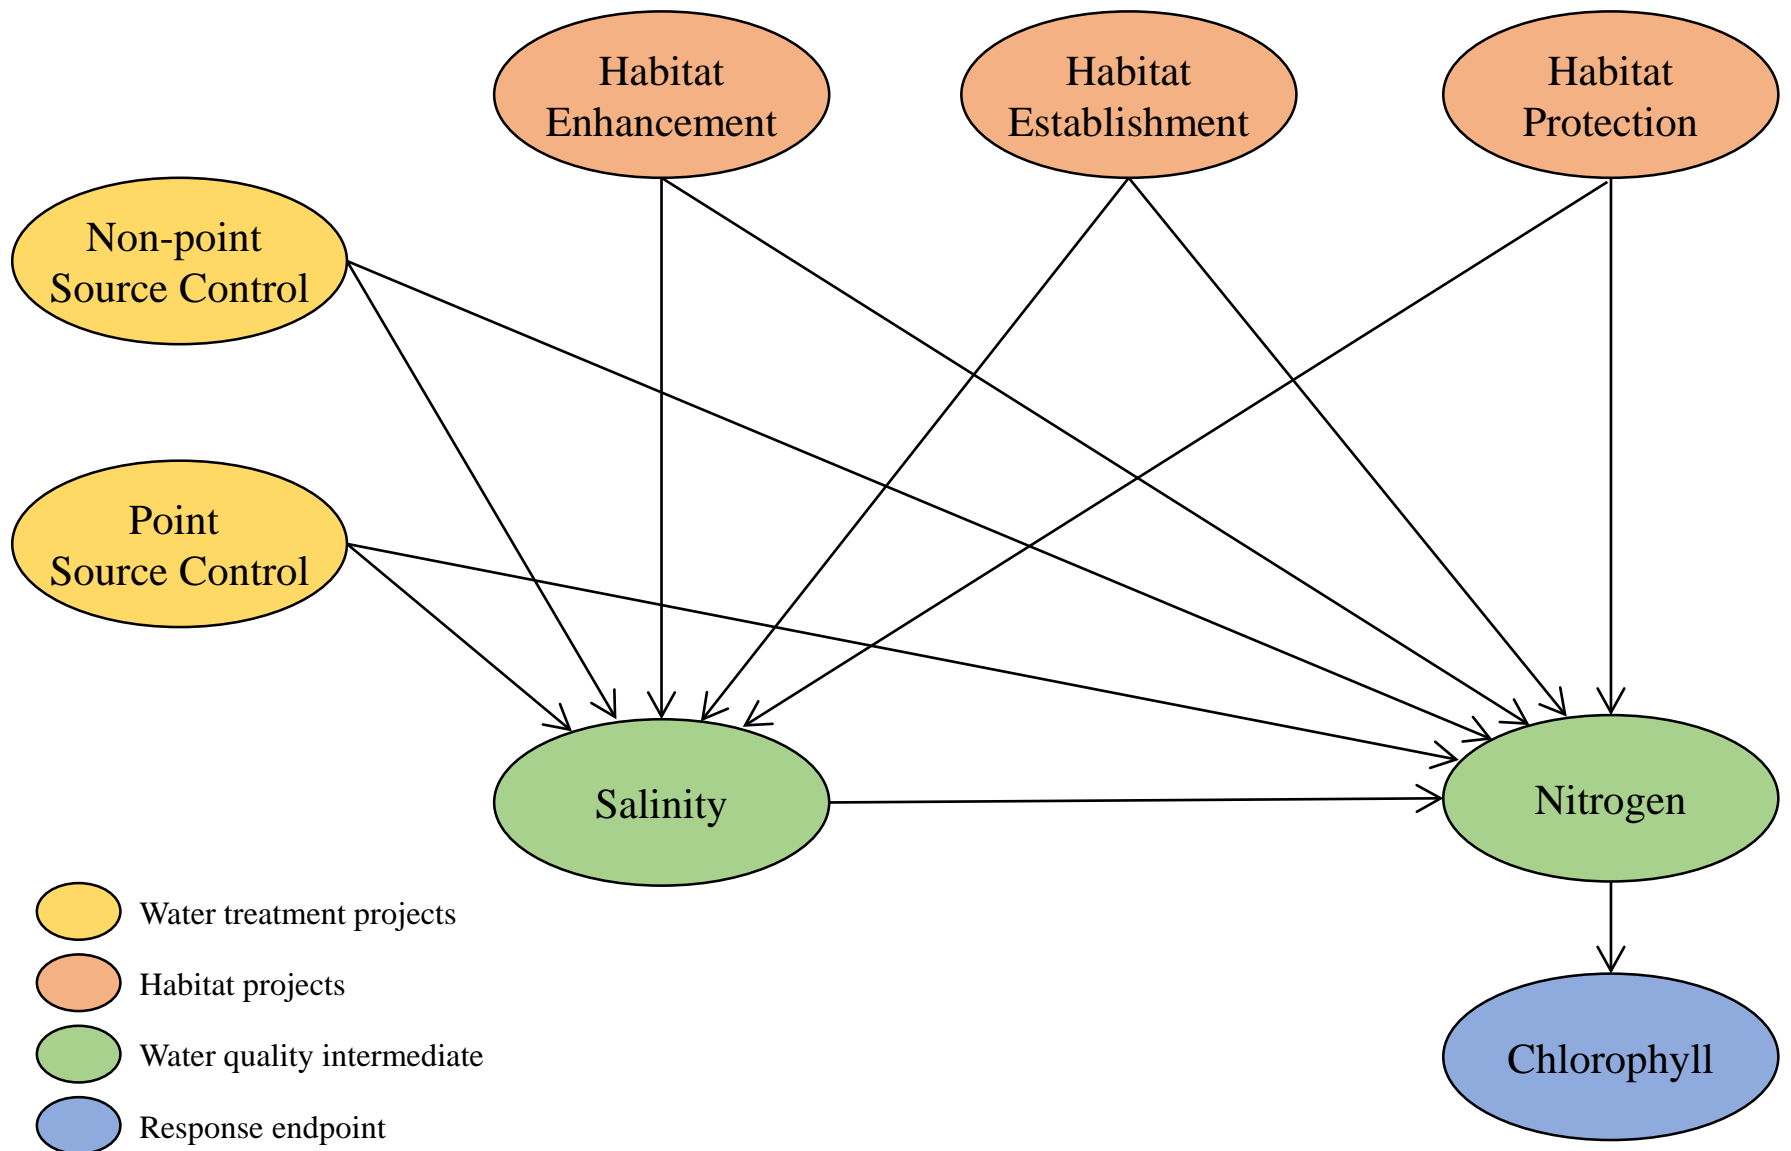 Habitat
Enhancement
Habitat
Establishment
Habitat
Protection
Non-point
Source Control
Point
Source Control
Salinity
Nitrogen
Chlorophyll
Water treatment projects
Habitat projects
Water quality intermediate
Response endpoint